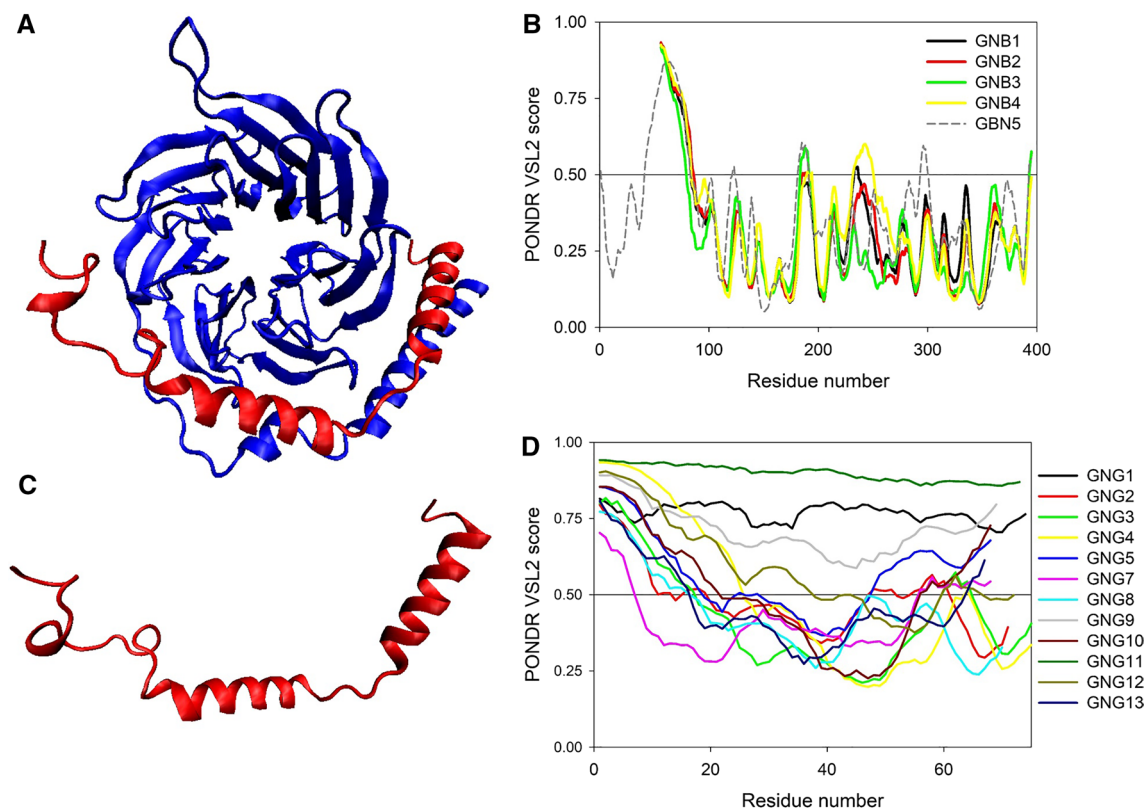 A
B
PONDR VSL2 score
1.00
0.75
0.50
0.25
0.00
0
100
200
300
400
Residue number
GNB1
GNB2
GNB3
GNB4
GBN5
C
D
PONDR VSL2 score
1.00
0.75
0.50
0.25
0.00
0
20
40
60
Residue number
GNG1
GNG2
GNG3
GNG4
GNG5
GNG7
GNG8
GNG9
GNG10
GNG11
GNG12
GNG13